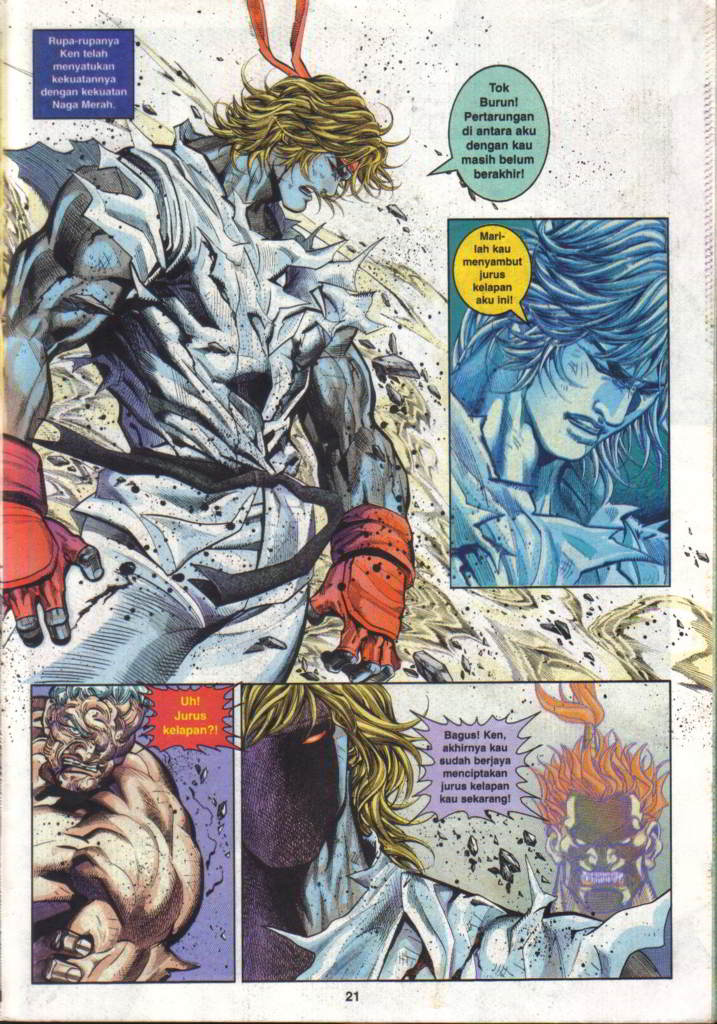 Rupa-rupanya
Ken telah
menyatukan
kekuatannya
dengan kekuatan
Naga Merah.
Tok
Burun!
Pertarungan
di antara aku
dengan kau
masih belum
berakhir!
Mari-
lah kau
menyambut
jurus
kelapan
aku ini!
Uh!
Jurus
kelapan?!
Bagus! Ken,
akhirnya kau
sudah berjaya
menciptakan
jurus kelapan
kau sekarang!
21